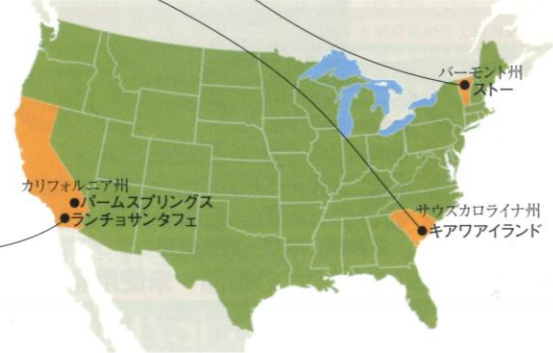 バーモント州
ストー
カリフォルニア州
パームスプリングス
ランチョサンタフェ
サウスカロライナ州
キアワアイランド